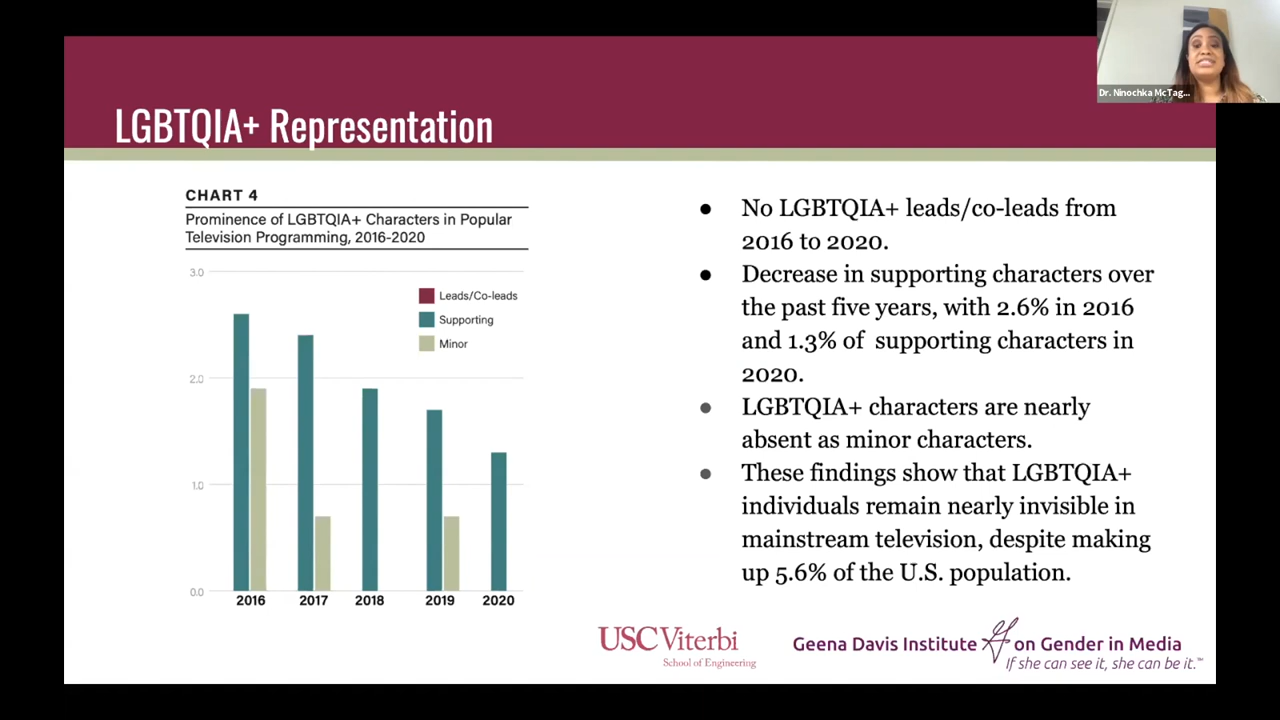 Dr. Ninochka McTag...
LGBTQIA+ Representation
CHART 4
Prominence of LGBTQIA+ Characters in Popular
Television Programming, 2016-2020
3.0
Leads/Co-leads
Supporting
Minor
2.0
1.0
0.0
2016 2017 2018 2019 2020
● No LGBTQIA+ leads/co-leads from
2016 to 2020.
● Decrease in supporting characters over
the past five years, with 2.6% in 2016
and 1.3% of supporting characters in
2020.
● LGBTQIA+ characters are nearly
absent as minor characters.
● These findings show that LGBTQIA+
individuals remain nearly invisible in
mainstream television, despite making
up 5.6% of the U.S. population.
USC Viterbi
School of Engineering
Geena Davis Institute on Gender in Media
If she can see it, she can be it.™